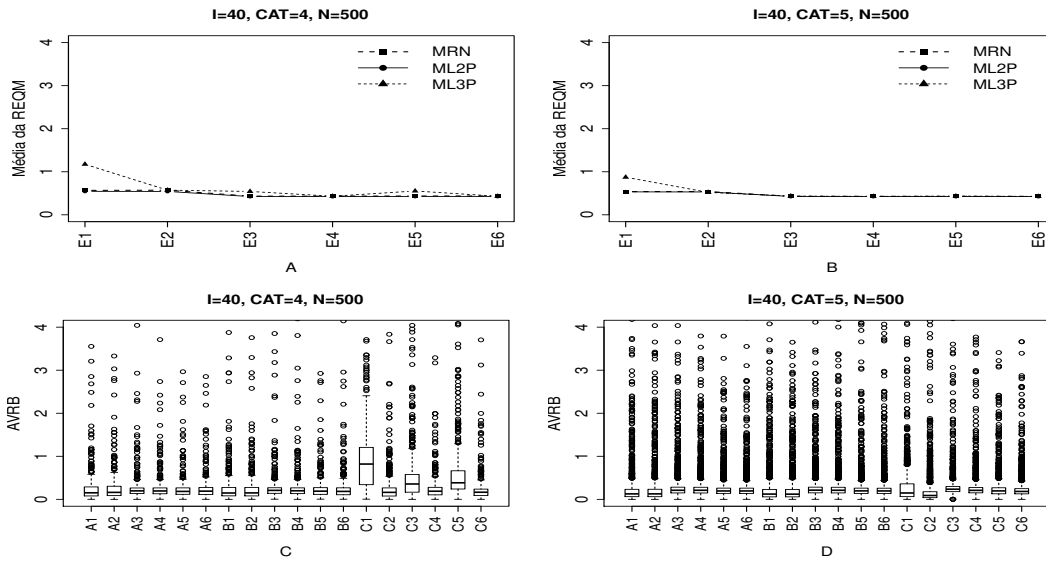 I=40, CAT=4, N=500
Média da REQM
4
3
2
1
0
MRN
ML2P
ML3P
E1 E2 E3 E4 E5 E6
A
I=40, CAT=5, N=500
Média da REQM
4
3
2
1
0
MRN
ML2P
ML3P
E1 E2 E3 E4 E5 E6
B
I=40, CAT=4, N=500
AVRB
4
3
2
1
0
A1 A2 A3 A4 A5 A6 B1 B2 B3 B4 B5 B6 C1 C2 C3 C4 C5 C6
C
I=40, CAT=5, N=500
AVRB
4
3
2
1
0
A1 A2 A3 A4 A5 A6 B1 B2 B3 B4 B5 B6 C1 C2 C3 C4 C5 C6
D